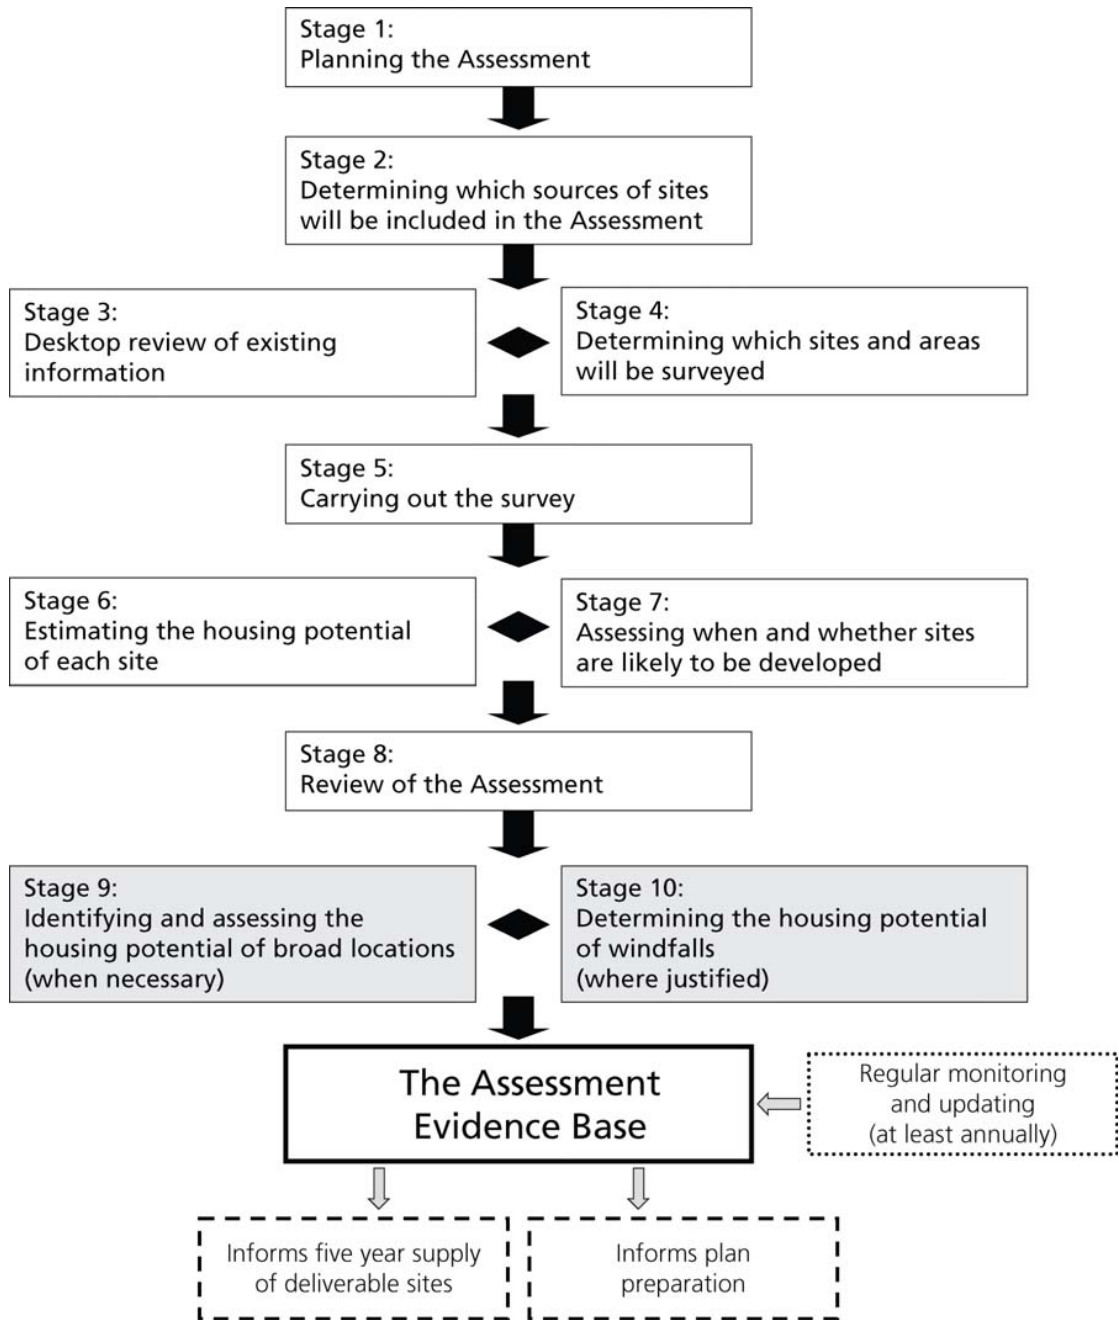 Stage 1:
Planning the Assessment
Stage 2:
Determining which sources of sites
will be included in the Assessment
Stage 3:
Desktop review of existing
information
Stage 4:
Determining which sites and areas
will be surveyed
Stage 5:
Carrying out the survey
Stage 6:
Estimating the housing potential
of each site
Stage 7:
Assessing when and whether sites
are likely to be developed
Stage 8:
Review of the Assessment
Stage 9:
Identifying and assessing the
housing potential of broad locations
(when necessary)
Stage 10:
Determining the housing potential
of windfalls
(where justified)
The Assessment
Evidence Base
Regular monitoring
and updating
(at least annually)
Informs five year supply
of deliverable sites
Informs plan
preparation